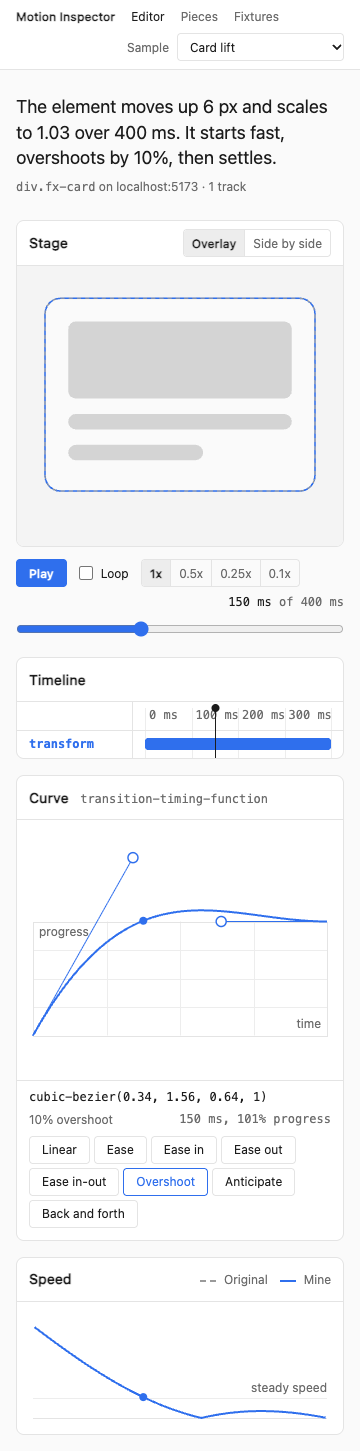 Motion Inspector Editor Pieces Fixtures
Sample Card lift
The element moves up 6 px and scales
to 1.03 over 400 ms. It starts fast,
overshoots by 10%, then settles.
div.fx-card on localhost:5173 · 1 track
Stage Overlay Side by side
Play Loop 1x 0.5x 0.25x 0.1x
150 ms of 400 ms
Timeline
0 ms 100 ms 200 ms 300 ms
transform
Curve transition-timing-function
progress
time
cubic-bezier(0.34, 1.56, 0.64, 1)
10% overshoot 150 ms, 101% progress
Linear Ease Ease in Ease out
Ease in-out Overshoot Anticipate
Back and forth
Speed Original Mine
steady speed